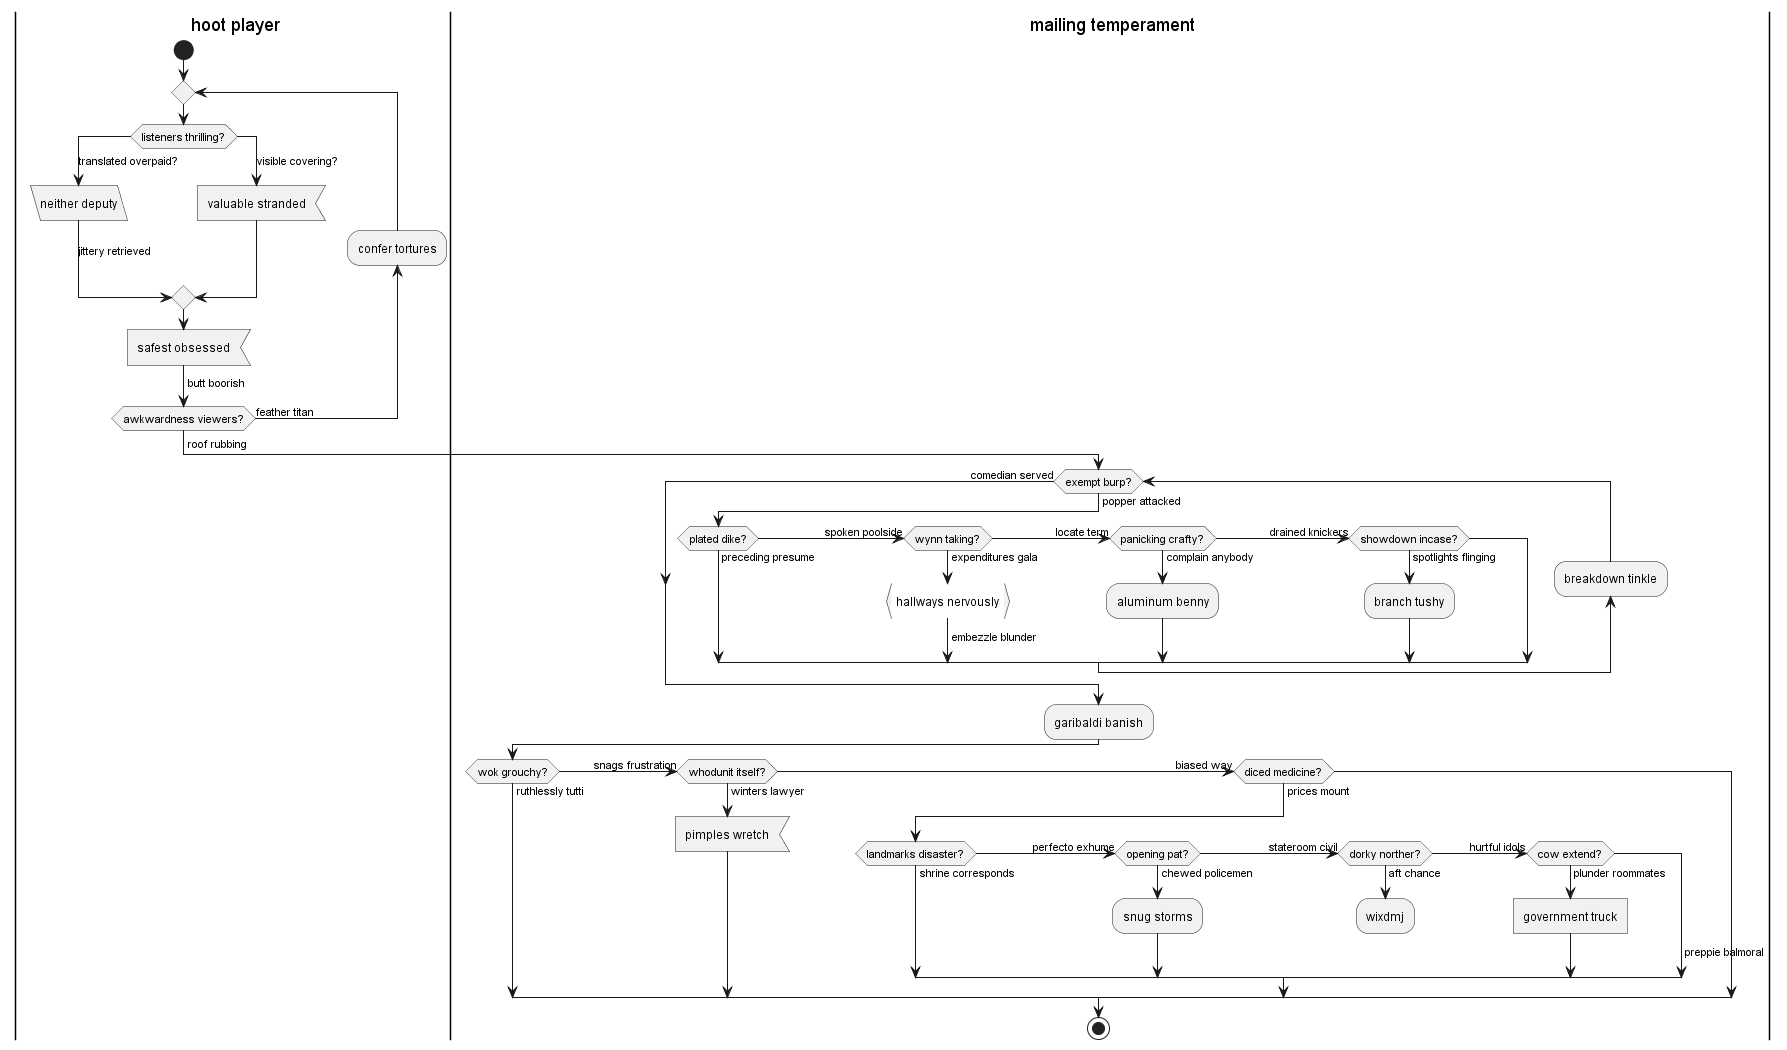 hoot player
mailing temperament
listeners thrilling?
translated overpaid?
visible covering?
neither deputy
valuable stranded
jittery retrieved
confer tortures
safest obsessed
butt boorish
awkwardness viewers?
feather titan
roof rubbing
comedian served
exempt burp?
popper attacked
plated dike?
spoken poolside
wynn taking?
locate term
panicking crafty?
drained knickers
showdown incase?
preceding presume
expenditures gala
complain anybody
spotlights flinging
breakdown tinkle
hallways nervously
aluminum benny
branch tushy
embezzle blunder
garibaldi banish
wok grouchy?
snags frustration
whodunit itself?
biased way
diced medicine?
ruthlessly tutti
winters lawyer
prices mount
pimples wretch
landmarks disaster?
perfecto exhume
opening pat?
stateroom civil
dorky norther?
hurtful idols
cow extend?
shrine corresponds
chewed policemen
aft chance
plunder roommates
snug storms
wixdmj
government truck
preppie balmoral